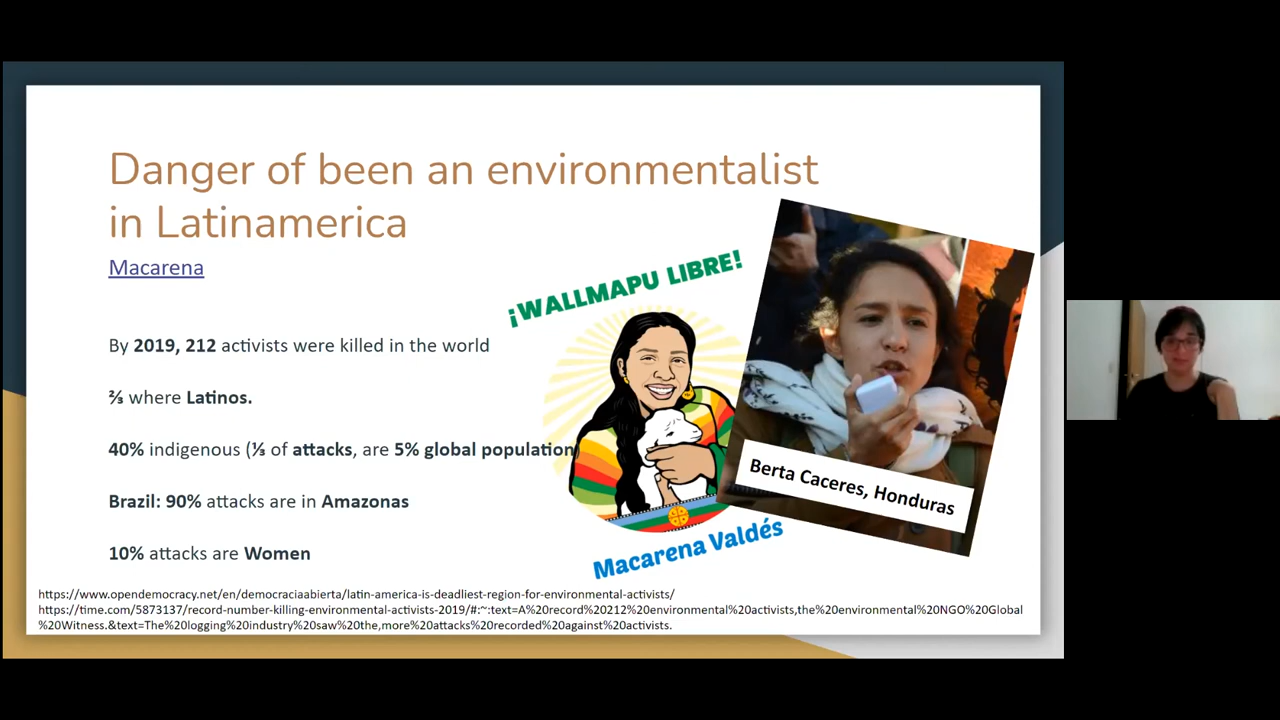 Danger of been an environmentalist
in Latinamerica
Macarena
¡WALLMAPU LIBRE!
By 2019, 212 activists were killed in the world
⅔ where Latinos.
40% indigenous (⅓ of attacks, are 5% global population)
Brazil: 90% attacks are in Amazonas
10% attacks are Women
Macarena Valdés
Berta Caceres, Honduras
https://www.opendemocracy.net/en/democraciaabierta/latin-america-is-deadliest-region-for-environmental-activists/
https://time.com/5873137/record-number-killing-environmental-activists-2019/#:~:text=A%20record%20212%20environmental%20activists,the%20environmental%20NGO%20Global
%20Witness.&text=The%20logging%20industry%20saw%20the,more%20attacks%20recorded%20against%20activists.